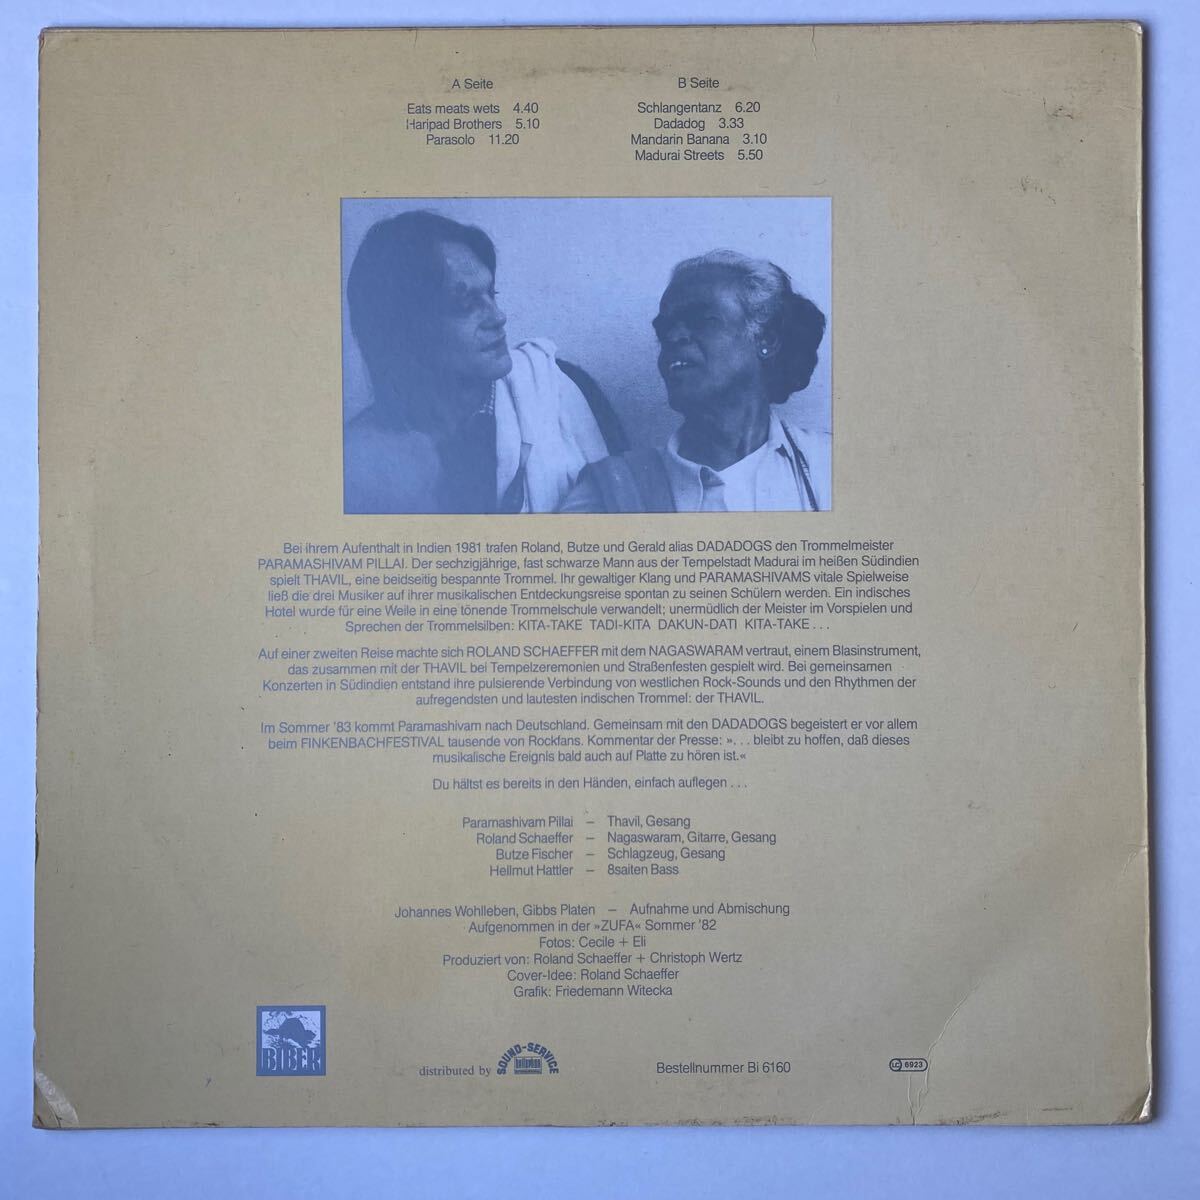 A Seite
Eats meats wets 4.40
Haripad Brothers 5.10
Parasolo 11.20
B Seite
Schlangentanz 6.20
Dadadog 3.33
Mandarin Banana 3.10
Madurai Streets 5.50
Bei ihrem Aufenthalt in Indien 1981 trafen Roland, Butze und Gerald alias DADADOGS den Trommelmeister
PARAMASHIVAM PILLAI. Der sechzigjährige, fast schwarze Mann aus der Tempelstadt Madurai im heißen Südindien
spielt THAVIL, eine beidseitig bespannte Trommel. Ihr gewaltiger Klang und PARAMASHIVAMS vitale Spielweise
ließ die drei Musiker auf ihrer musikalischen Entdeckungsreise spontan zu seinen Schülern werden. Ein indisches
Hotel wurde für eine Weile in eine tönende Trommelschule verwandelt; unermüdlich der Meister im Vorspielen und
Sprechen der Trommelsilben: KITA-TAKE TADI-KITA DAKUN-DATI KITA-TAKE . . .
Auf einer zweiten Reise machte sich ROLAND SCHAEFFER mit dem NAGASWARAM vertraut, einem Blasinstrument,
das zusammen mit der THAVIL bei Tempelzeremonien und Straßenfesten gespielt wird. Bei gemeinsamen
Konzerten in Südindien entstand ihre pulsierende Verbindung von westlichen Rock-Sounds und den Rhythmen der
aufregendsten und lautesten indischen Trommel: der THAVIL.
Im Sommer '83 kommt Paramashivam nach Deutschland. Gemeinsam mit den DADADOGS begeistert er vor allem
beim FINKENBACHFESTIVAL tausende von Rockfans. Kommentar der Presse: ». . . bleibt zu hoffen, daß dieses
musikalische Ereignis bald auch auf Platte zu hören ist.«
Du hältst es bereits in den Händen, einfach auflegen . . .
Paramashivam Pillai – Thavil, Gesang
Roland Schaeffer – Nagaswaram, Gitarre, Gesang
Butze Fischer – Schlagzeug, Gesang
Hellmut Hattler – 8saiten Bass
Johannes Wohlleben, Gibbs Platen – Aufnahme und Abmischung
Aufgenommen in der »ZUFA« Sommer '82
Fotos: Cecile + Eli
Produziert von: Roland Schaeffer + Christoph Wertz
Cover-Idee: Roland Schaeffer
Grafik: Friedemann Witecka
BIBER
distributed by SOUND-SERVICE
Bestellnummer Bi 6160
LC 6923